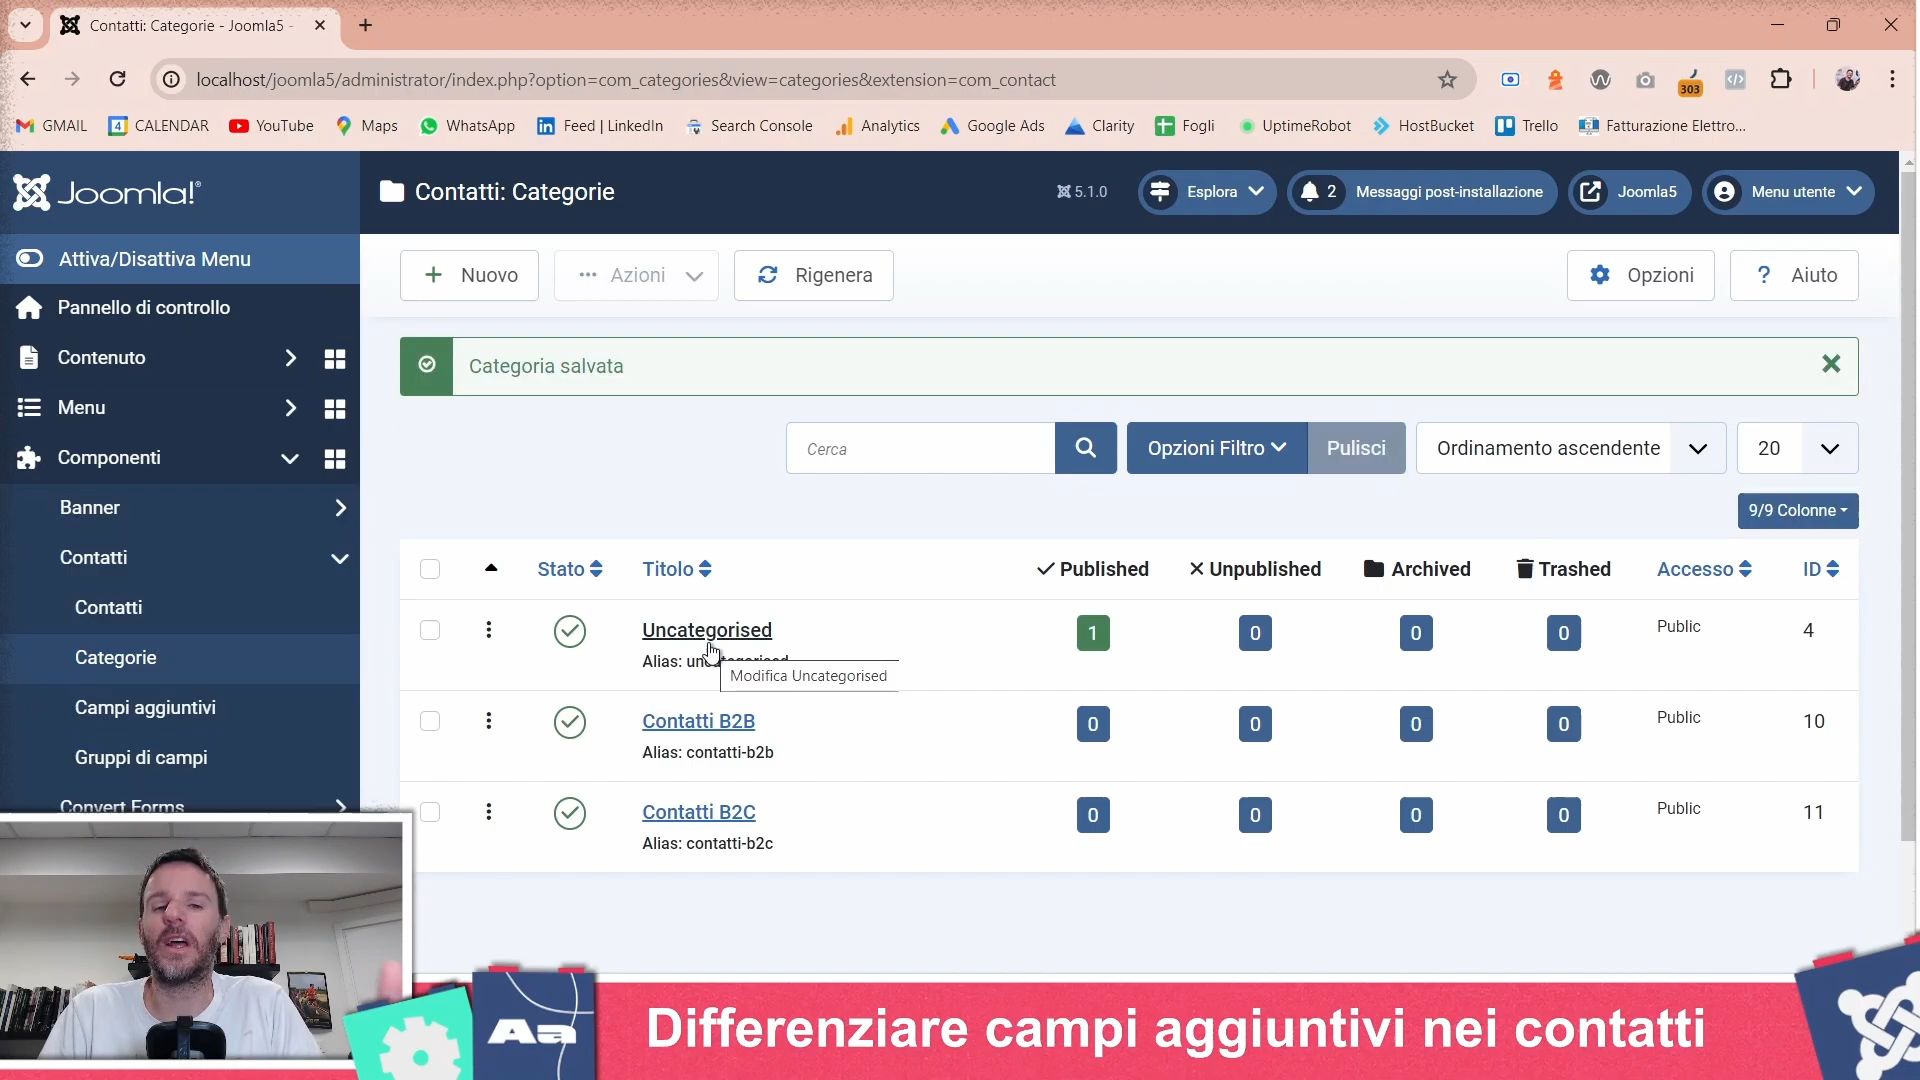 Contatti: Categorie - Joomla5 -
localhost/joomla5/administrator/index.php?option=com_categories&view=categories&extension=com_contact
303
GMAIL CALENDAR YouTube Maps WhatsApp Feed | LinkedIn Search Console Analytics Google Ads Clarity Fogli UptimeRobot HostBucket Trello Fatturazione Elettro...
Joomla!
Contatti: Categorie
5.1.0
Esplora
2 Messaggi post-installazione
Joomla5
Menu utente
Attiva/Disattiva Menu
Pannello di controllo
Contenuto
Menu
Componenti
Banner
Contatti
Contatti
Categorie
Campi aggiuntivi
Gruppi di campi
Convert Forms
Nuovo
Azioni
Rigenera
Opzioni
Aiuto
Categoria salvata
Cerca
Opzioni Filtro
Pulisci
Ordinamento ascendente
20
9/9 Colonne
Stato Titolo Published Unpublished Archived Trashed Accesso ID
Uncategorised 1 0 0 0 Public 4
Alias: uncategorised
Modifica Uncategorised
Contatti B2B 0 0 0 0 Public 10
Alias: contatti-b2b
Contatti B2C 0 0 0 0 Public 11
Alias: contatti-b2c
Aa
Differenziare campi aggiuntivi nei contatti